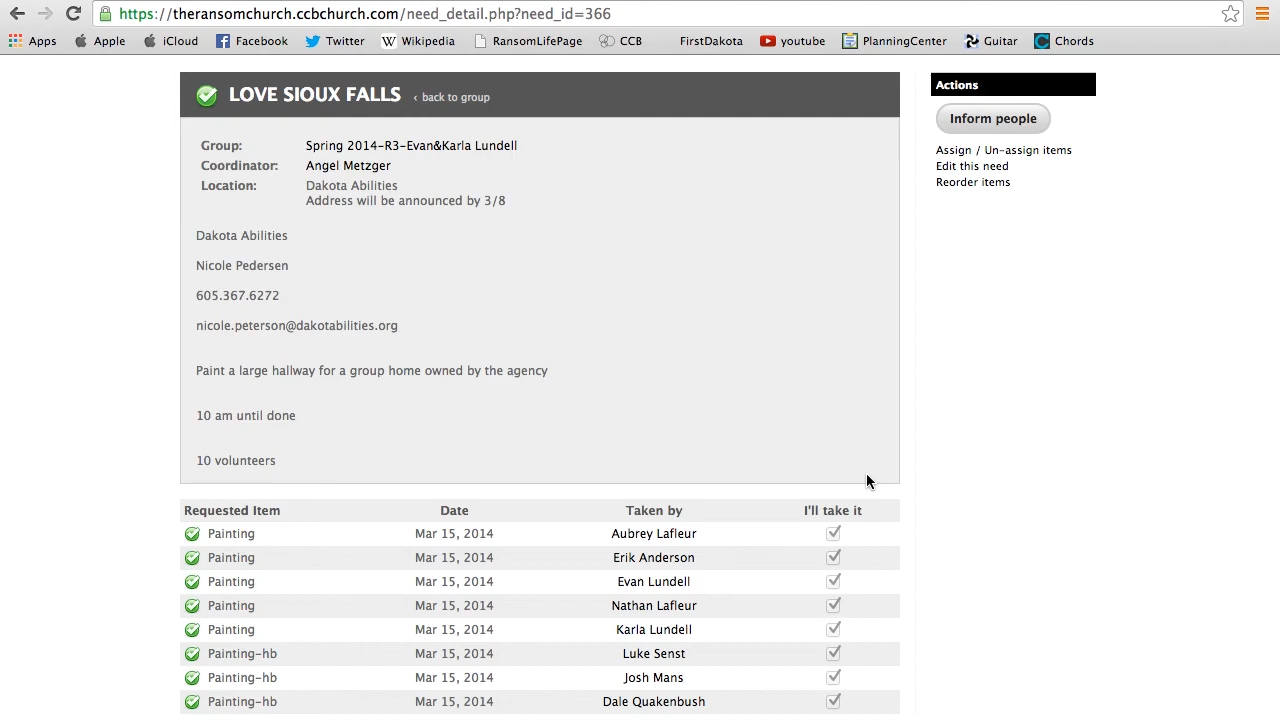 https://theransomchurch.ccbchurch.com/need_detail.php?need_id=366
Apps Apple iCloud Facebook Twitter Wikipedia RansomLifePage CCB FirstDakota youtube PlanningCenter Guitar Chords
LOVE SIOUX FALLS ‹ back to group
Group: Spring 2014-R3-Evan&Karla Lundell
Coordinator: Angel Metzger
Location: Dakota Abilities
Address will be announced by 3/8
Dakota Abilities
Nicole Pedersen
605.367.6272
nicole.peterson@dakotabilities.org
Paint a large hallway for a group home owned by the agency
10 am until done
10 volunteers
Requested Item Date Taken by I'll take it
Painting Mar 15, 2014 Aubrey Lafleur
Painting Mar 15, 2014 Erik Anderson
Painting Mar 15, 2014 Evan Lundell
Painting Mar 15, 2014 Nathan Lafleur
Painting Mar 15, 2014 Karla Lundell
Painting-hb Mar 15, 2014 Luke Senst
Painting-hb Mar 15, 2014 Josh Mans
Painting-hb Mar 15, 2014 Dale Quakenbush
Actions
Inform people
Assign / Un-assign items
Edit this need
Reorder items